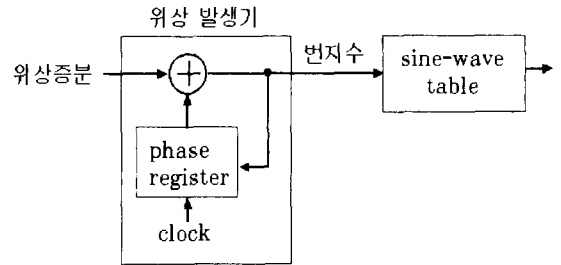 위상 발생기
위상증분
번지수
sine-wave
table
phase
register
clock